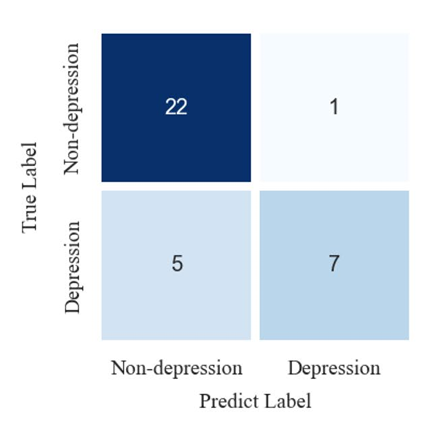 True Label
Non-depression
22
1
Depression
5
7
Non-depression
Depression
Predict Label